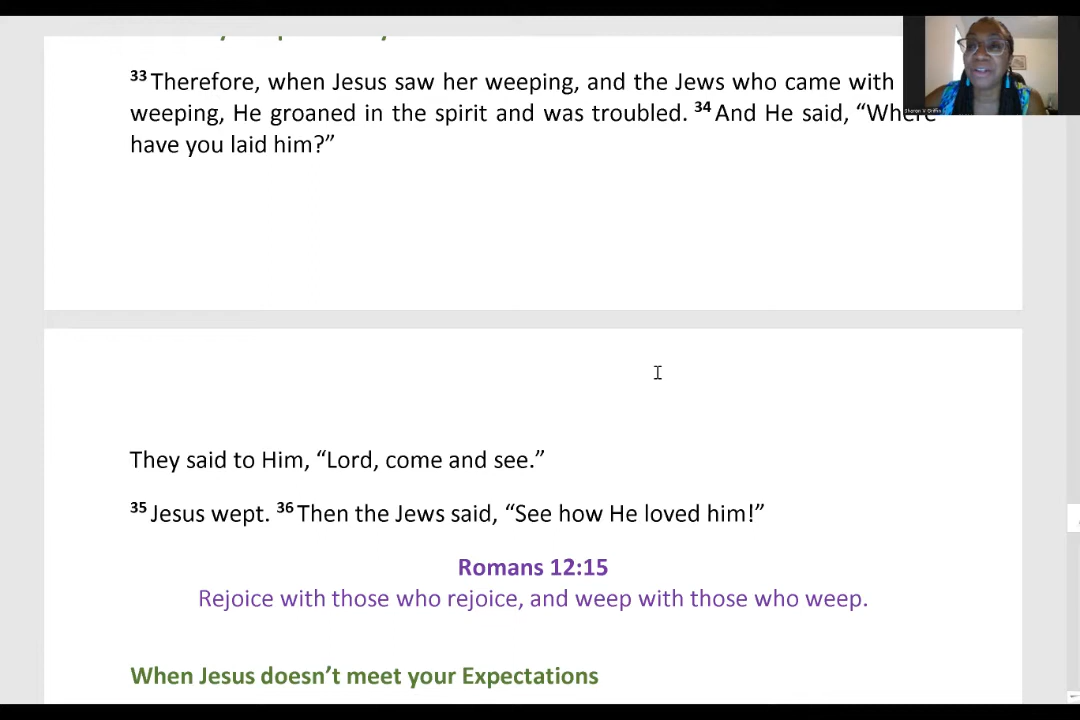 33 Therefore, when Jesus saw her weeping, and the Jews who came with
weeping, He groaned in the spirit and was troubled. 34 And He said, “Where
have you laid him?”
They said to Him, “Lord, come and see.”
35 Jesus wept. 36 Then the Jews said, “See how He loved him!”
Romans 12:15
Rejoice with those who rejoice, and weep with those who weep.
When Jesus doesn’t meet your Expectations